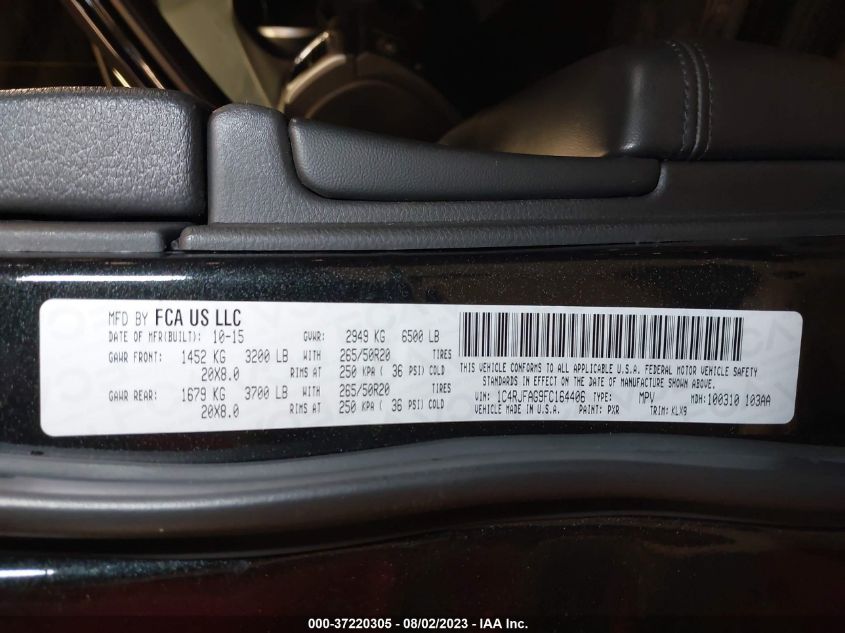 MFD BY FCA US LLC
DATE OF MFR(BUILT): 10-15 GVWR: 2949 KG 6500 LB
GAWR FRONT: 1452 KG 3200 LB WITH 265/50R20 TIRES
20X8.0 RIMS AT 250 KPA ( 36 PSI) COLD
GAWR REAR: 1679 KG 3700 LB WITH 265/50R20 TIRES
20X8.0 RIMS AT 250 KPA ( 36 PSI) COLD
THIS VEHICLE CONFORMS TO ALL APPLICABLE U.S.A. FEDERAL MOTOR VEHICLE SAFETY
STANDARDS IN EFFECT ON THE DATE OF MANUFACTURE SHOWN ABOVE.
VIN: 1C4RJFAG9FC164406 TYPE: MPV MDH:100310 103AA
VEHICLE MADE IN U.S.A. PAINT: PXR TRIM: KLX9
000-37220305 - 08/02/2023 - IAA Inc.